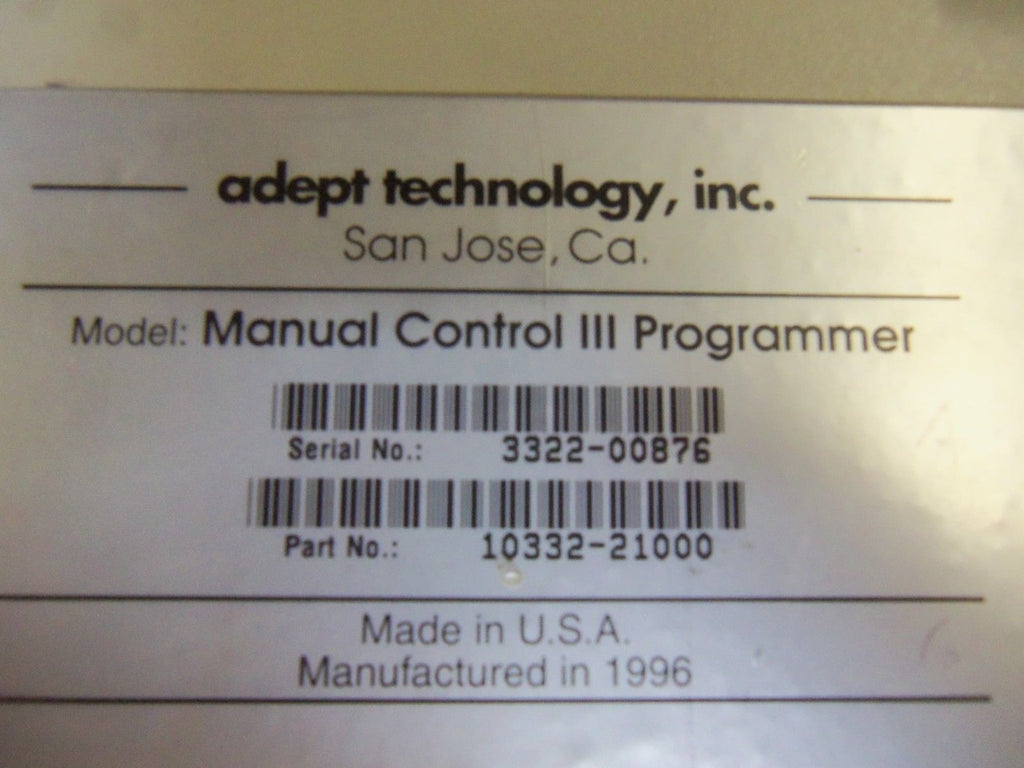 adept technology, inc.
San Jose, Ca.
Model: Manual Control III Programmer
Serial No.: 3322-00876
Part No.: 10332-21000
Made in U.S.A.
Manufactured in 1996